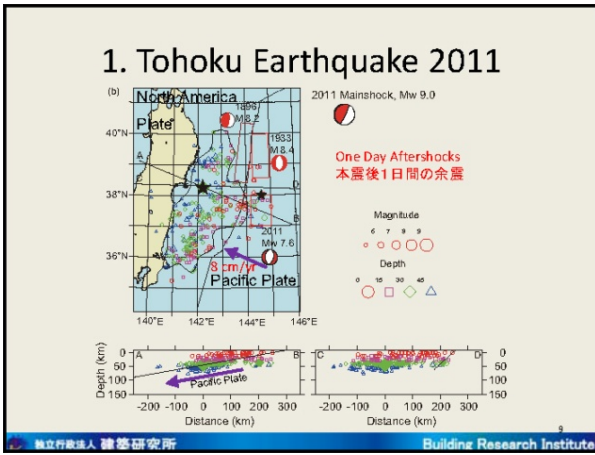 1. Tohoku Earthquake 2011
(b)
North America
Plate
1896
M 8.2
2011 Mainshock, Mw 9.0
40°N
1933
M 8.4
One Day Aftershocks
本震後1日間の余震
A
D
38°N
C
B
Magnitude
6 7 8 9
Depth
0 15 30 45
2011
Mw 7.6
36°N
8 cm/yr
Pacific Plate
140°E 142°E 144°E 146°E
A B C D
Depth (km)
0 50 100 150
Pacific Plate
0 50 100 150
-200 -100 0 100 200 300
-200 -100 0 100 200 300
Distance (km)
Distance (km)
9
独立行政法人 建築研究所
Building Research Institute